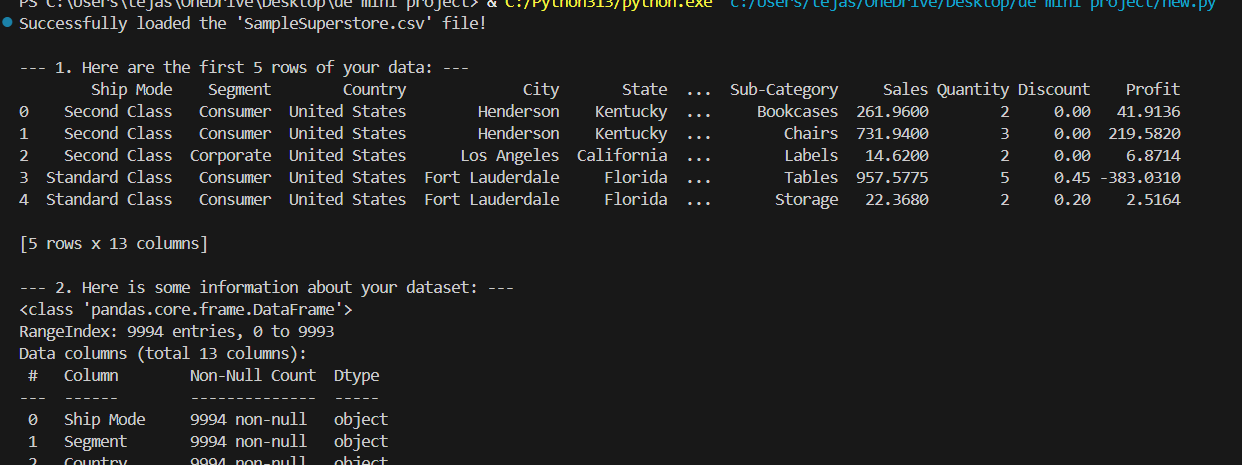 PS C:\Users\tejas\OneDrive\Desktop\de mini project> & C:/Python313/python.exe "c:/Users/tejas/OneDrive/Desktop/de mini project/new.py"
Successfully loaded the 'SampleSuperstore.csv' file!
--- 1. Here are the first 5 rows of your data: ---
Ship Mode Segment Country City State ... Sub-Category Sales Quantity Discount Profit
0 Second Class Consumer United States Henderson Kentucky ... Bookcases 261.9600 2 0.00 41.9136
1 Second Class Consumer United States Henderson Kentucky ... Chairs 731.9400 3 0.00 219.5820
2 Second Class Corporate United States Los Angeles California ... Labels 14.6200 2 0.00 6.8714
3 Standard Class Consumer United States Fort Lauderdale Florida ... Tables 957.5775 5 0.45 -383.0310
4 Standard Class Consumer United States Fort Lauderdale Florida ... Storage 22.3680 2 0.20 2.5164
[5 rows x 13 columns]
--- 2. Here is some information about your dataset: ---
<class 'pandas.core.frame.DataFrame'>
RangeIndex: 9994 entries, 0 to 9993
Data columns (total 13 columns):
# Column Non-Null Count Dtype
--- ------ -------------- -----
0 Ship Mode 9994 non-null object
1 Segment 9994 non-null object
2 Country 9994 non-null object